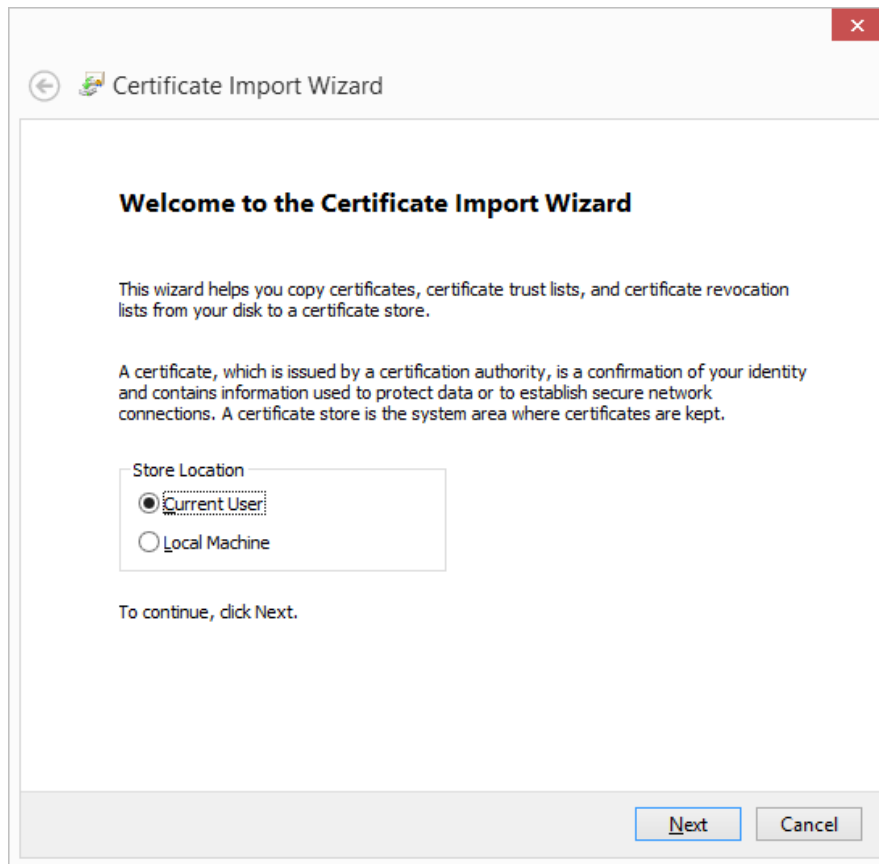 Certificate Import Wizard
Welcome to the Certificate Import Wizard
This wizard helps you copy certificates, certificate trust lists, and certificate revocation
lists from your disk to a certificate store.
A certificate, which is issued by a certification authority, is a confirmation of your identity
and contains information used to protect data or to establish secure network
connections. A certificate store is the system area where certificates are kept.
Store Location
Current User
Local Machine
To continue, click Next.
Next
Cancel